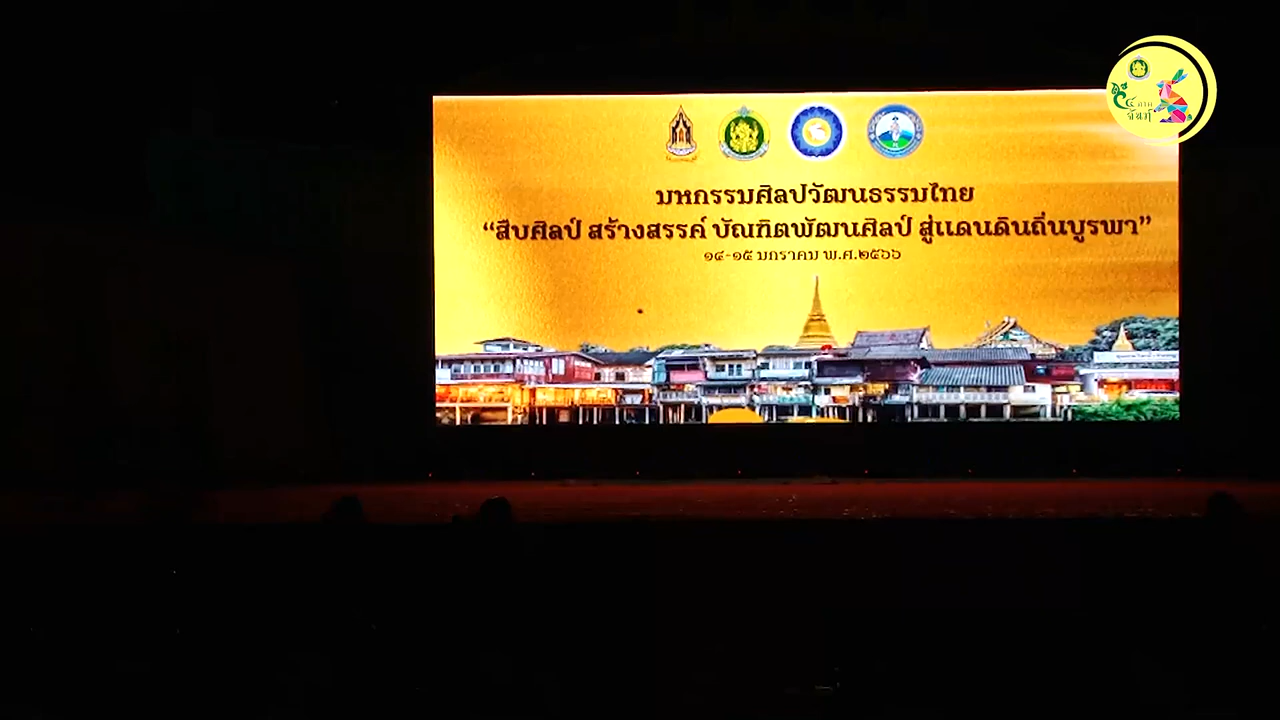 มหกรรมศิลปวัฒนธรรมไทย
“สืบศิลป์ สร้างสรรค์ บัณฑิตพัฒนศิลป์ สู่แดนดินถิ่นบูรพา”
๑๔-๑๕ มกราคม พ.ศ.๒๕๖๖